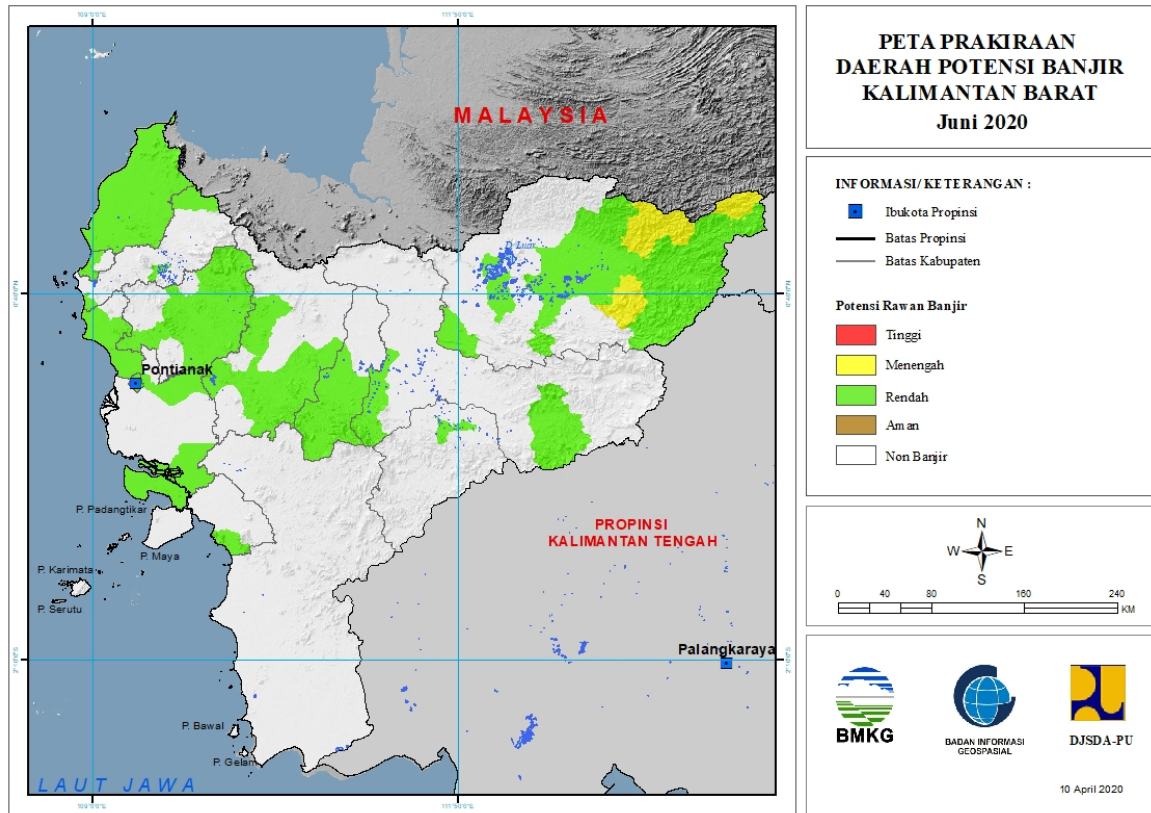 PETA PRAKIRAAN
DAERAH POTENSI BANJIR
KALIMANTAN BARAT
Juni 2020
INFORMASI/ KETERANGAN :
Ibukota Propinsi
Batas Propinsi
Batas Kabupaten
Potensi Rawan Banjir
Tinggi
Menengah
Rendah
Aman
Non Banjir
N
W E
S
0 40 80 160 240
KM
BMKG
BADAN INFORMASI
GEOSPASIAL
DJSDA-PU
10 April 2020
MALAYSIA
Pontianak
P. Padangtikar
P. Maya
P. Karimata
P. Serutu
PROPINSI
KALIMANTAN TENGAH
Palangkaraya
P. Bawal
P. Gelam
LAUT JAWA